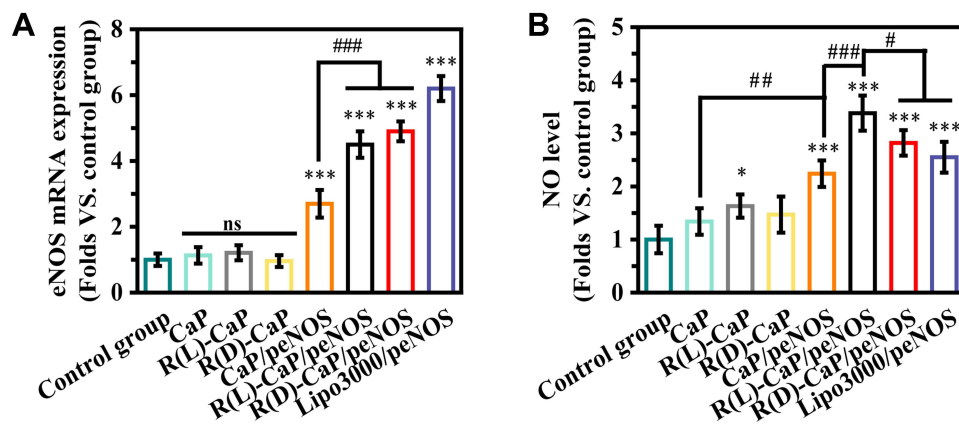 A
eNOS mRNA expression
(Folds VS. control group)
8
6
4
2
0
ns
***
###
***
***
***
Control group
CaP
R(L)-CaP
R(D)-CaP
CaP/peNOS
R(L)-CaP/peNOS
R(D)-CaP/peNOS
Lipo3000/peNOS
B
NO level
(Folds VS. control group)
5
4
3
2
1
0
##
###
#
*
***
***
***
***
Control group
CaP
R(L)-CaP
R(D)-CaP
CaP/peNOS
R(L)-CaP/peNOS
R(D)-CaP/peNOS
Lipo3000/peNOS